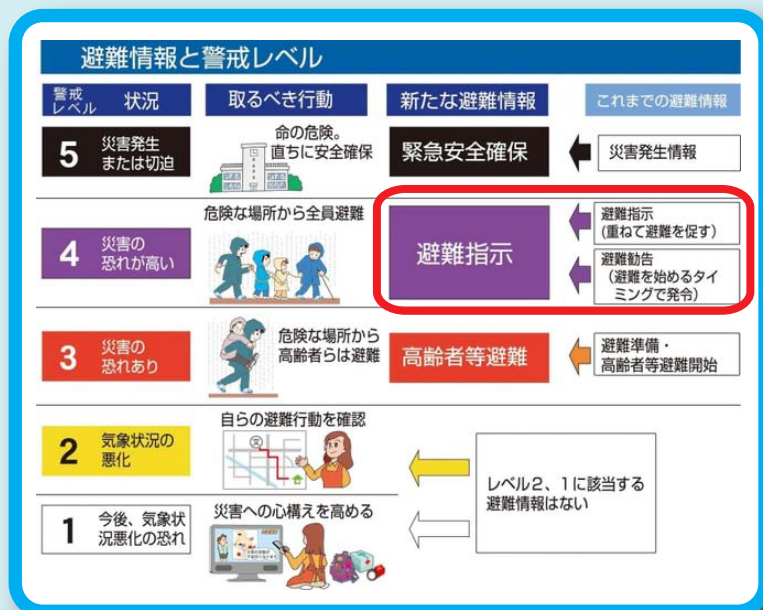 避難情報と警戒レベル
警戒
レベル
状況
取るべき行動
新たな避難情報
これまでの避難情報
5
災害発生
または切迫
命の危険。
直ちに安全確保
緊急安全確保
災害発生情報
4
災害の
恐れが高い
危険な場所から全員避難
避難指示
避難指示
(重ねて避難を促す)
避難勧告
(避難を始めるタイ
ミングで発令)
3
災害の
恐れあり
危険な場所から
高齢者らは避難
高齢者等避難
避難準備・
高齢者等避難開始
2
気象状況の
悪化
自らの避難行動を確認
文
レベル2、1に該当する
避難情報はない
1
今後、気象状
況悪化の恐れ
災害への心構えを高める